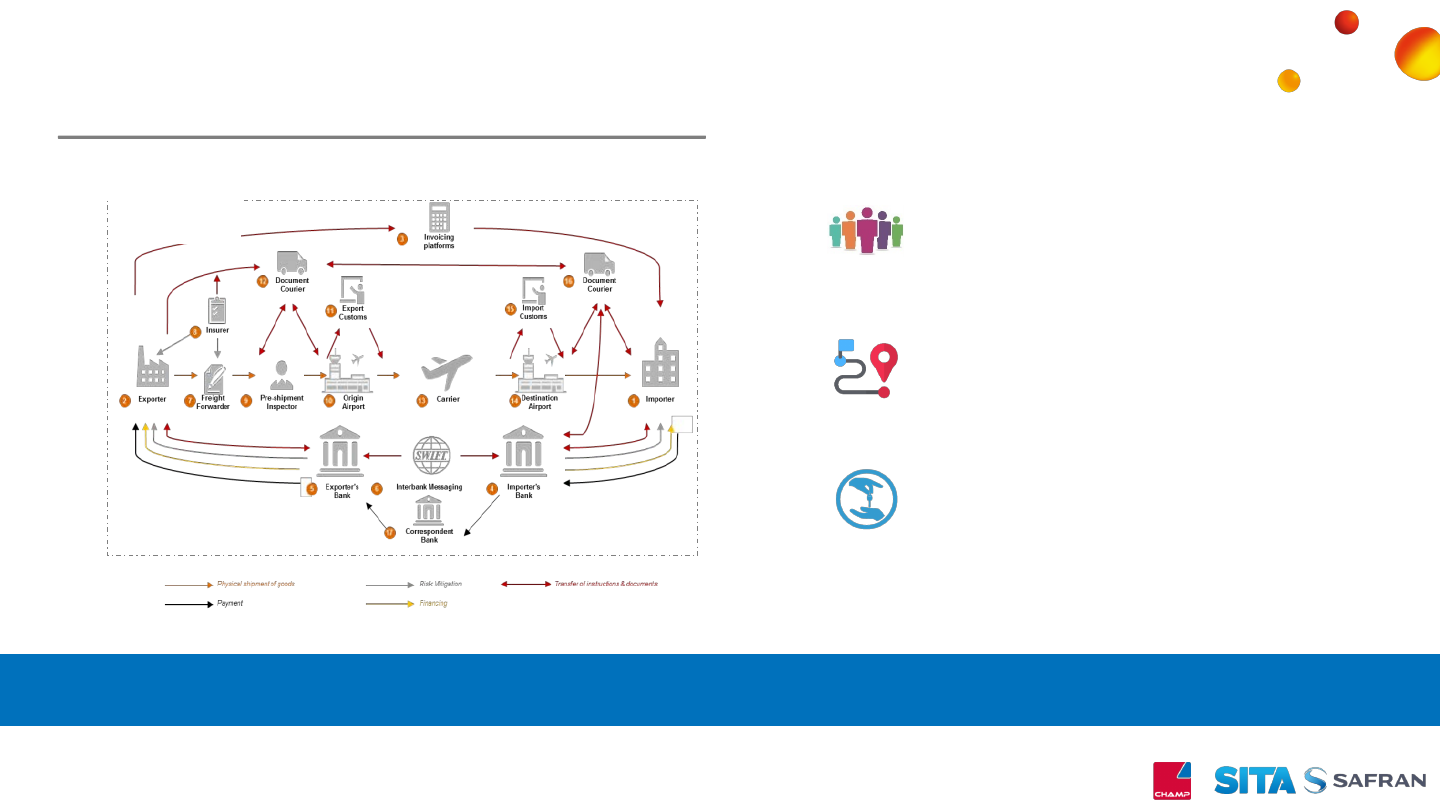 3
Invoicing
platforms
12
Document
Courier
16
Document
Courier
11
Export
Customs
15
Import
Customs
8
Insurer
2
Exporter
7
Freight
Forwarder
9
Pre-shipment
Inspector
10
Origin
Airport
13
Carrier
14
Destination
Airport
1
Importer
SWIFT
5
Exporter's
Bank
6
Interbank Messaging
4
Importer's
Bank
17
Correspondent
Bank
Physical shipment of goods
Risk Mitigation
Transfer of instructions & documents
Payment
Financing
CHAMP
SITA
SAFRAN